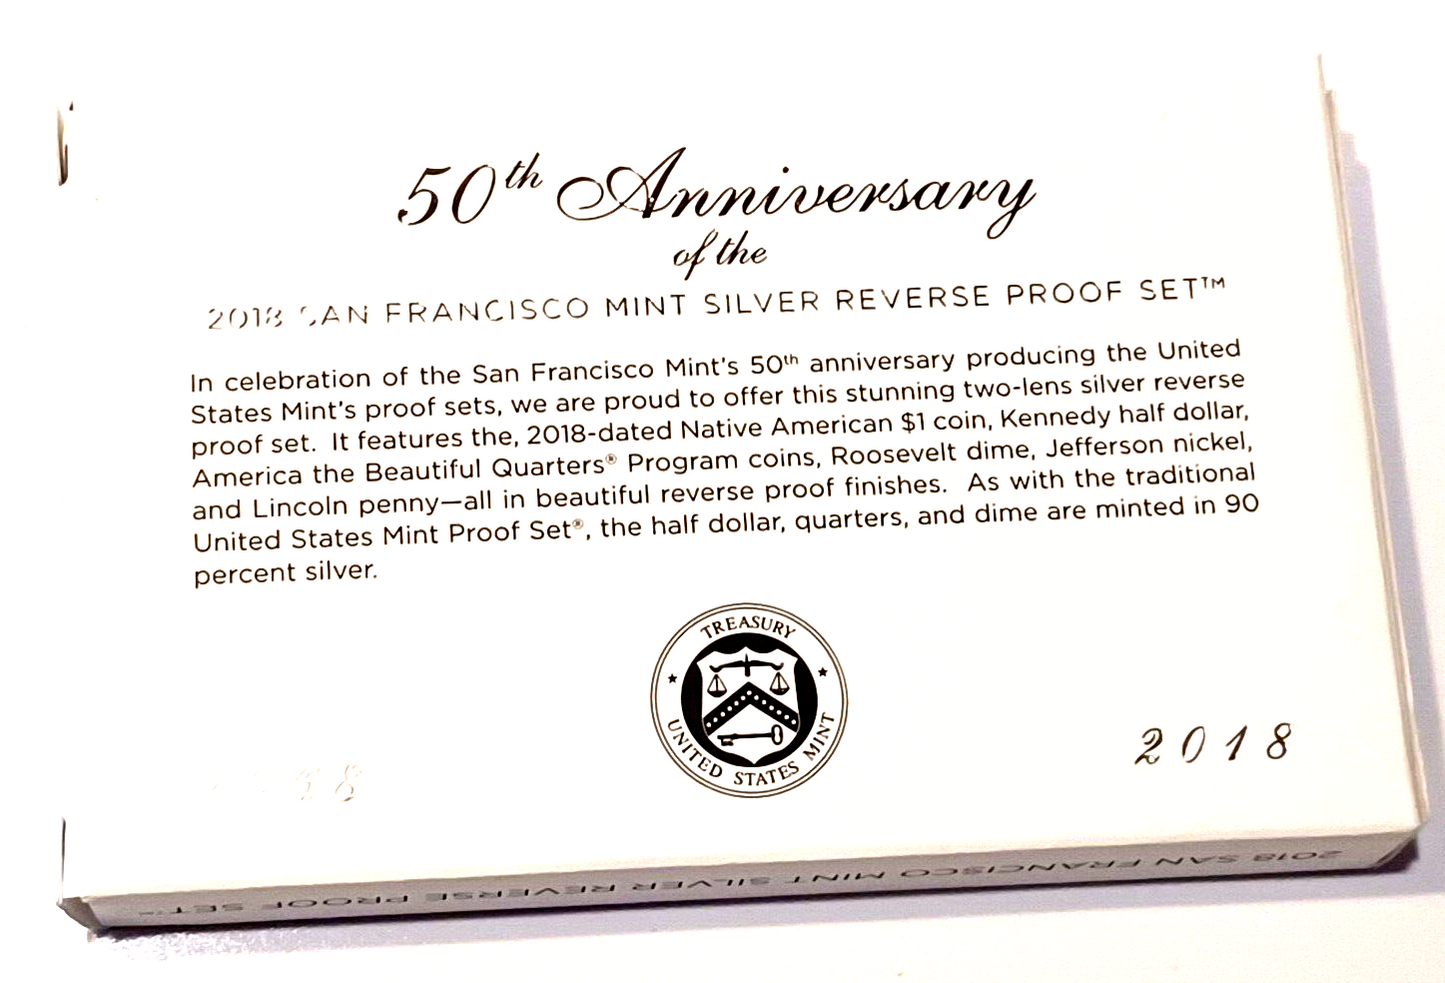 50th Anniversary
of the
2018 SAN FRANCISCO MINT SILVER REVERSE PROOF SET™
In celebration of the San Francisco Mint's 50th anniversary producing the United
States Mint's proof sets, we are proud to offer this stunning two-lens silver reverse
proof set. It features the, 2018-dated Native American $1 coin, Kennedy half dollar,
America the Beautiful Quarters® Program coins, Roosevelt dime, Jefferson nickel,
and Lincoln penny—all in beautiful reverse proof finishes. As with the traditional
United States Mint Proof Set®, the half dollar, quarters, and dime are minted in 90
percent silver.
TREASURY
UNITED STATES MINT
2018
2018 SAN FRANCISCO MINT SILVER REVERSE PROOF SET™